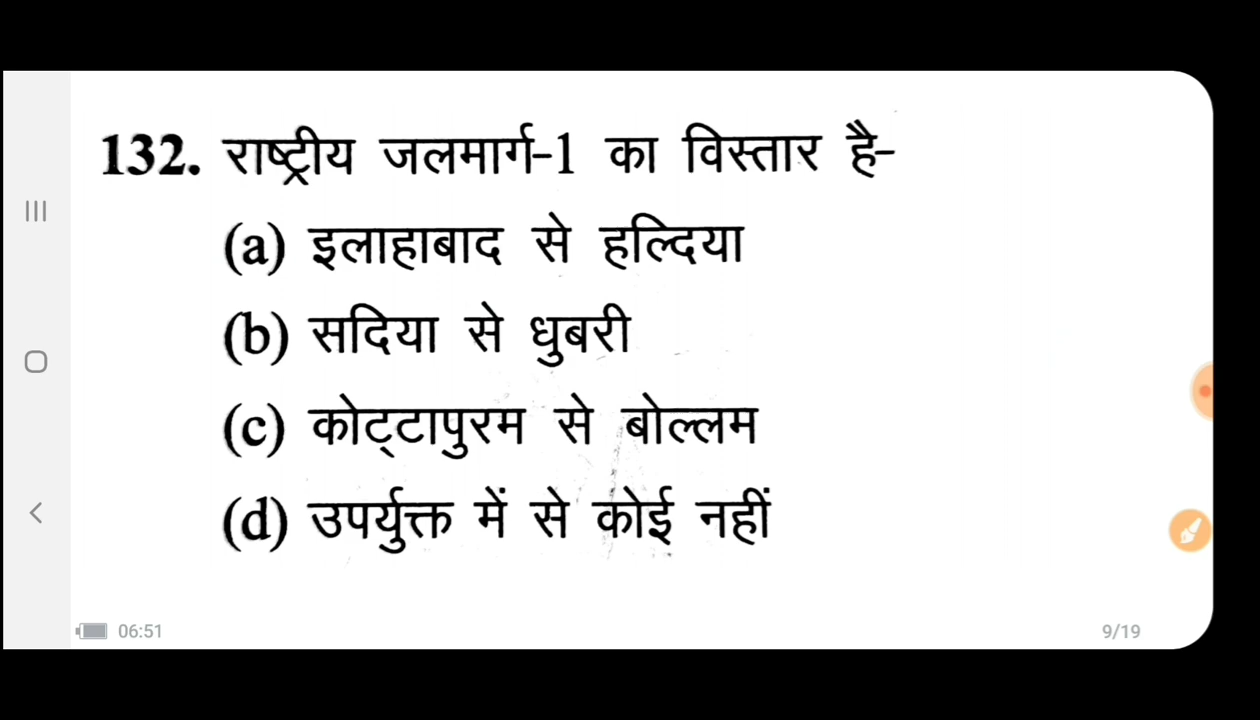 132. राष्ट्रीय जलमार्ग-1 का विस्तार है-
(a) इलाहाबाद से हल्दिया
(b) सदिया से धुबरी
(c) कोट्टापुरम से बोल्लम
(d) उपर्युक्त में से कोई नहीं
06:51
9/19